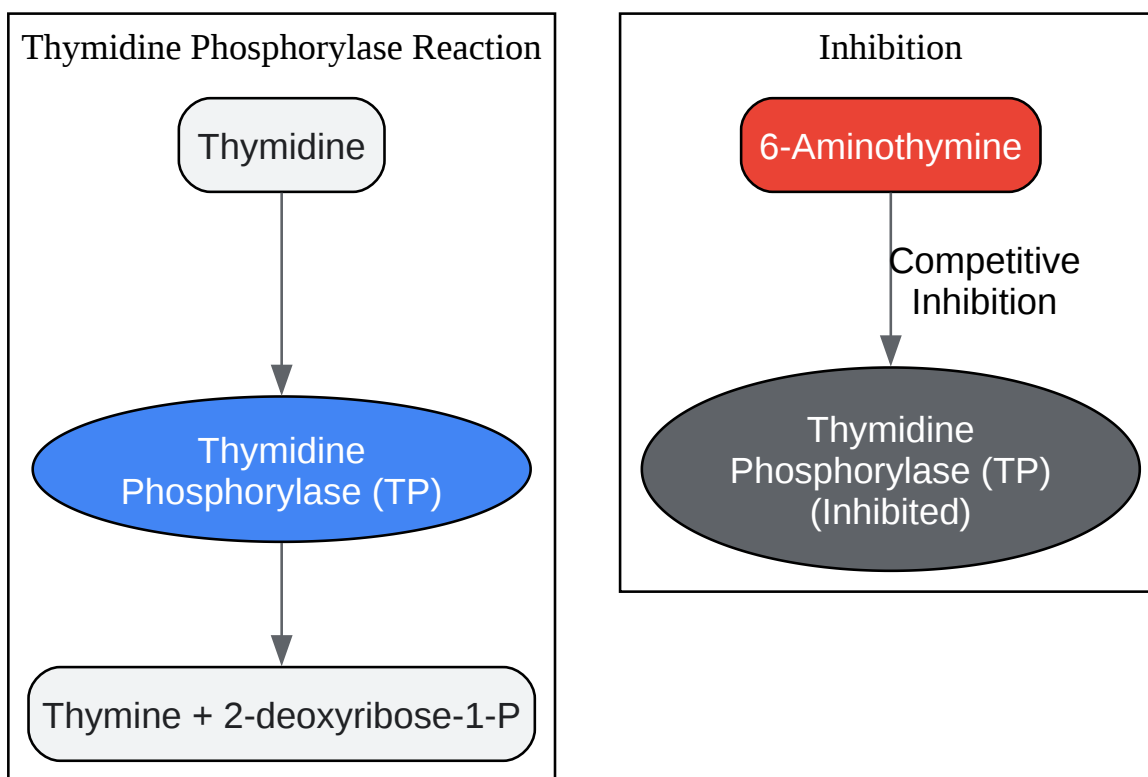 Thymidine Phosphorylase Reaction
Thymidine
Thymidine
Phosphorylase (TP)
Thymine + 2-deoxyribose-1-P
Inhibition
6-Aminothymine
Competitive
Inhibition
Thymidine
Phosphorylase (TP)
(Inhibited)